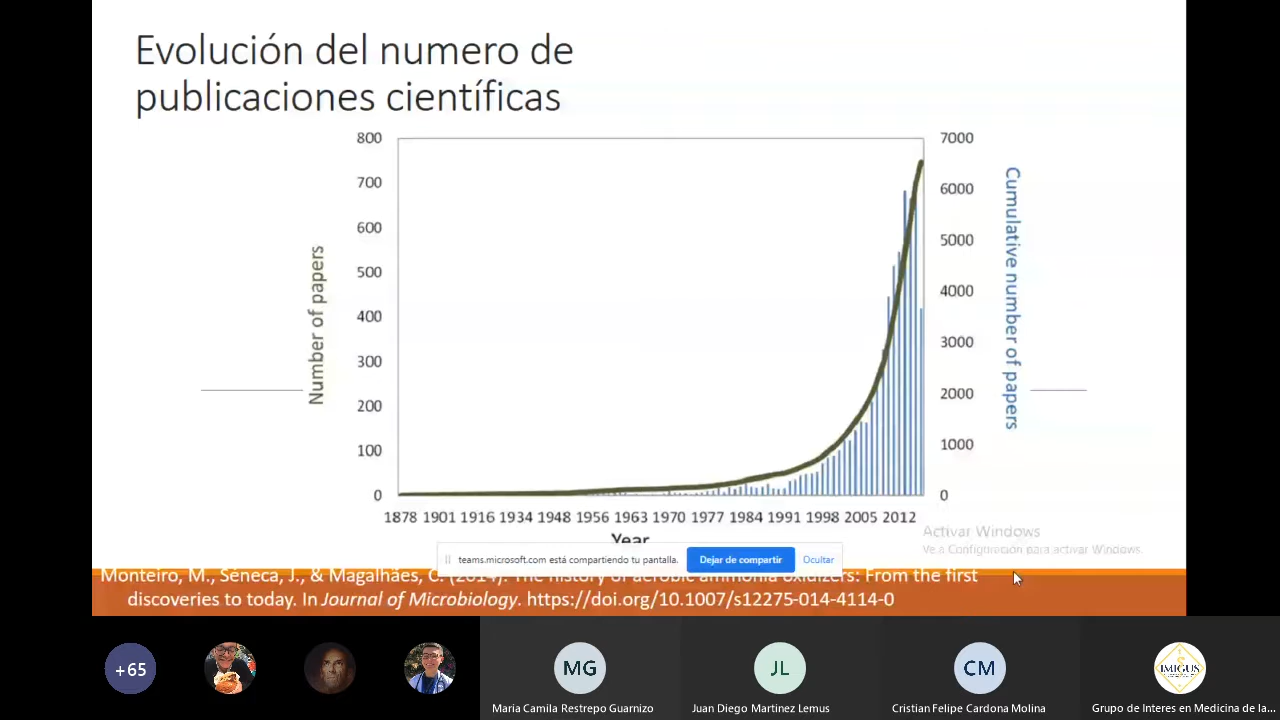 Evolución del numero de
publicaciones científicas
800
700
600
500
400
300
200
100
0
Number of papers
7000
6000
5000
4000
3000
2000
1000
0
Cumulative number of papers
1878 1901 1916 1934 1948 1956 1963 1970 1977 1984 1991 1998 2005 2012
Year
Activar Windows
Ve a Configuración para activar Windows.
teams.microsoft.com está compartiendo tu pantalla.
Dejar de compartir
Ocultar
Monteiro, M., Séneca, J., & Magalhães, C. (2014). The history of aerobic ammonia oxidizers: From the first
discoveries to today. In Journal of Microbiology. https://doi.org/10.1007/s12275-014-4114-0
+65
MG
JL
CM
IMIGUS
Maria Camila Restrepo Guarnizo
Juan Diego Martinez Lemus
Cristian Felipe Cardona Molina
Grupo de Interes en Medicina de la...